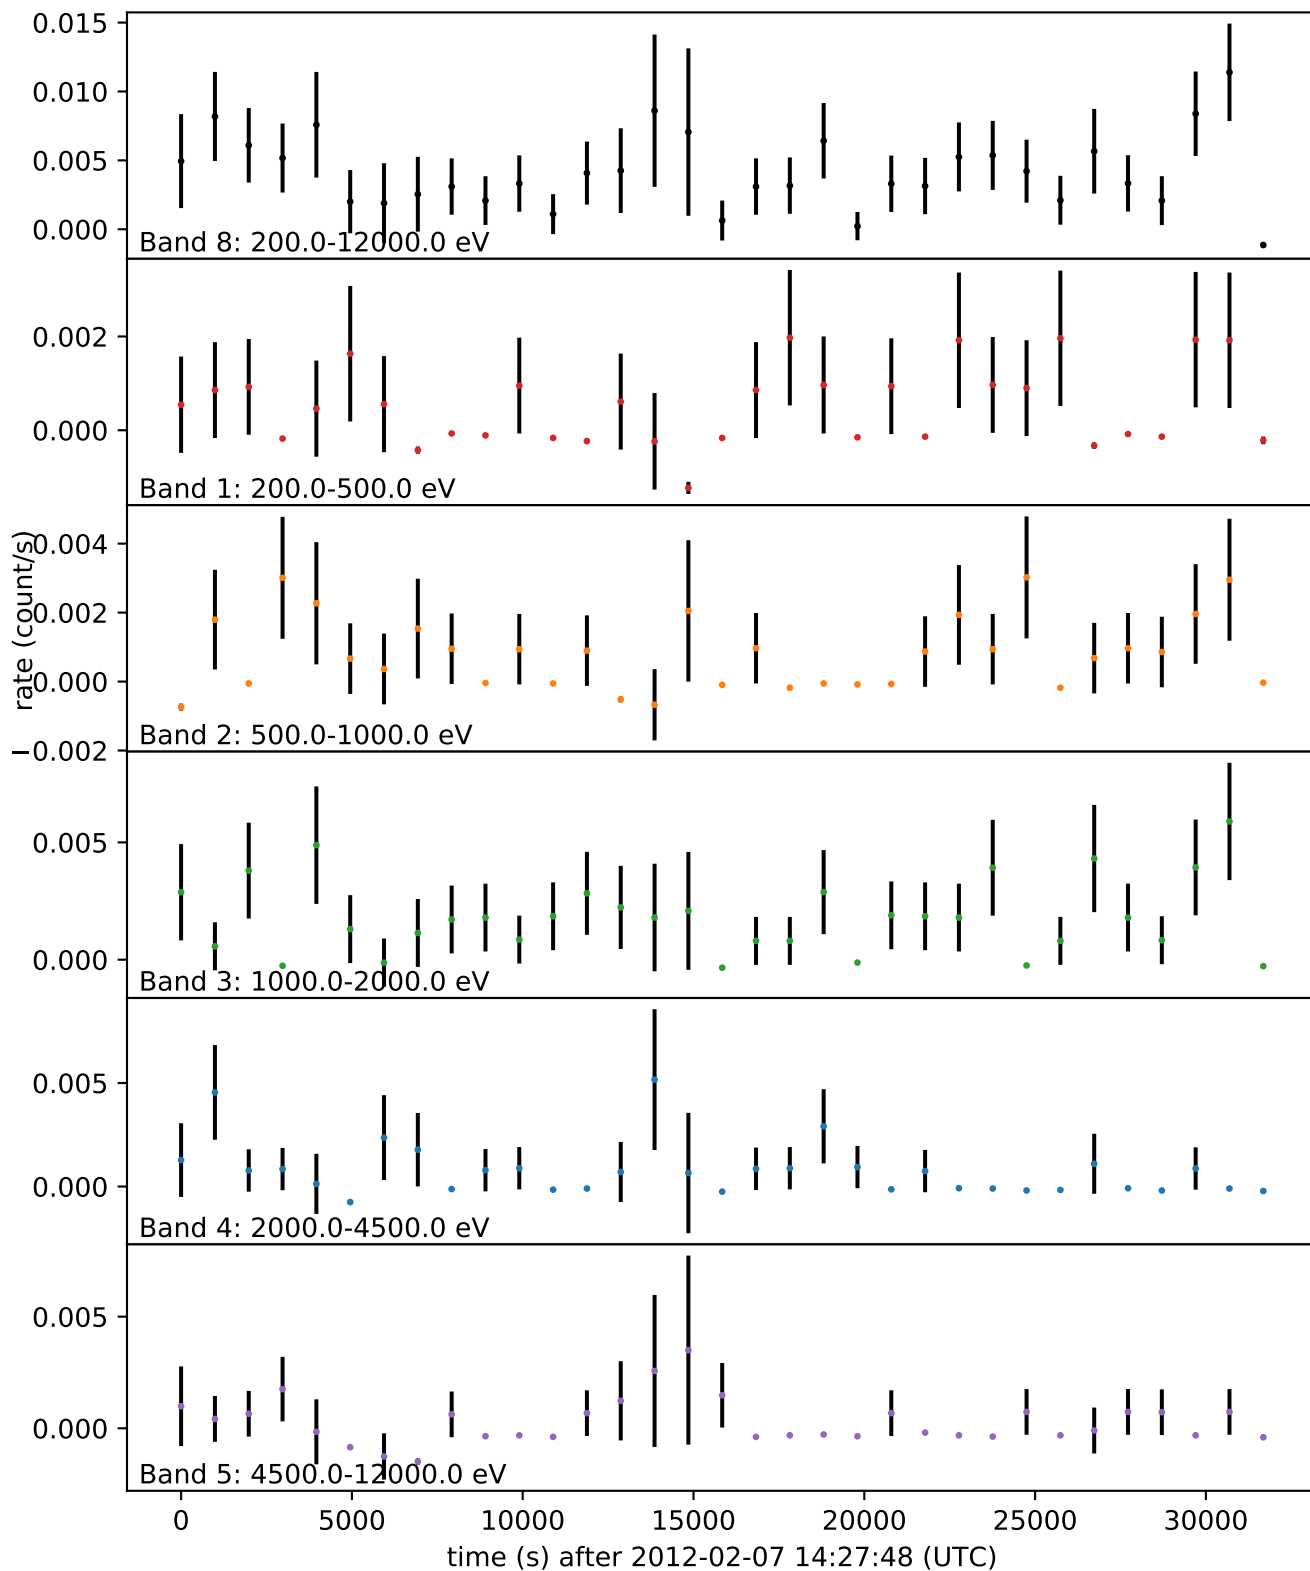 0.015
0.010
0.005
0.000
Band 8: 200.0-12000.0 eV
0.002
0.000
Band 1: 200.0-500.0 eV
rate (count/s)
0.004
0.002
0.000
−0.002
Band 2: 500.0-1000.0 eV
0.005
0.000
Band 3: 1000.0-2000.0 eV
0.005
0.000
Band 4: 2000.0-4500.0 eV
0.005
0.000
Band 5: 4500.0-12000.0 eV
0 5000 10000 15000 20000 25000 30000
time (s) after 2012-02-07 14:27:48 (UTC)